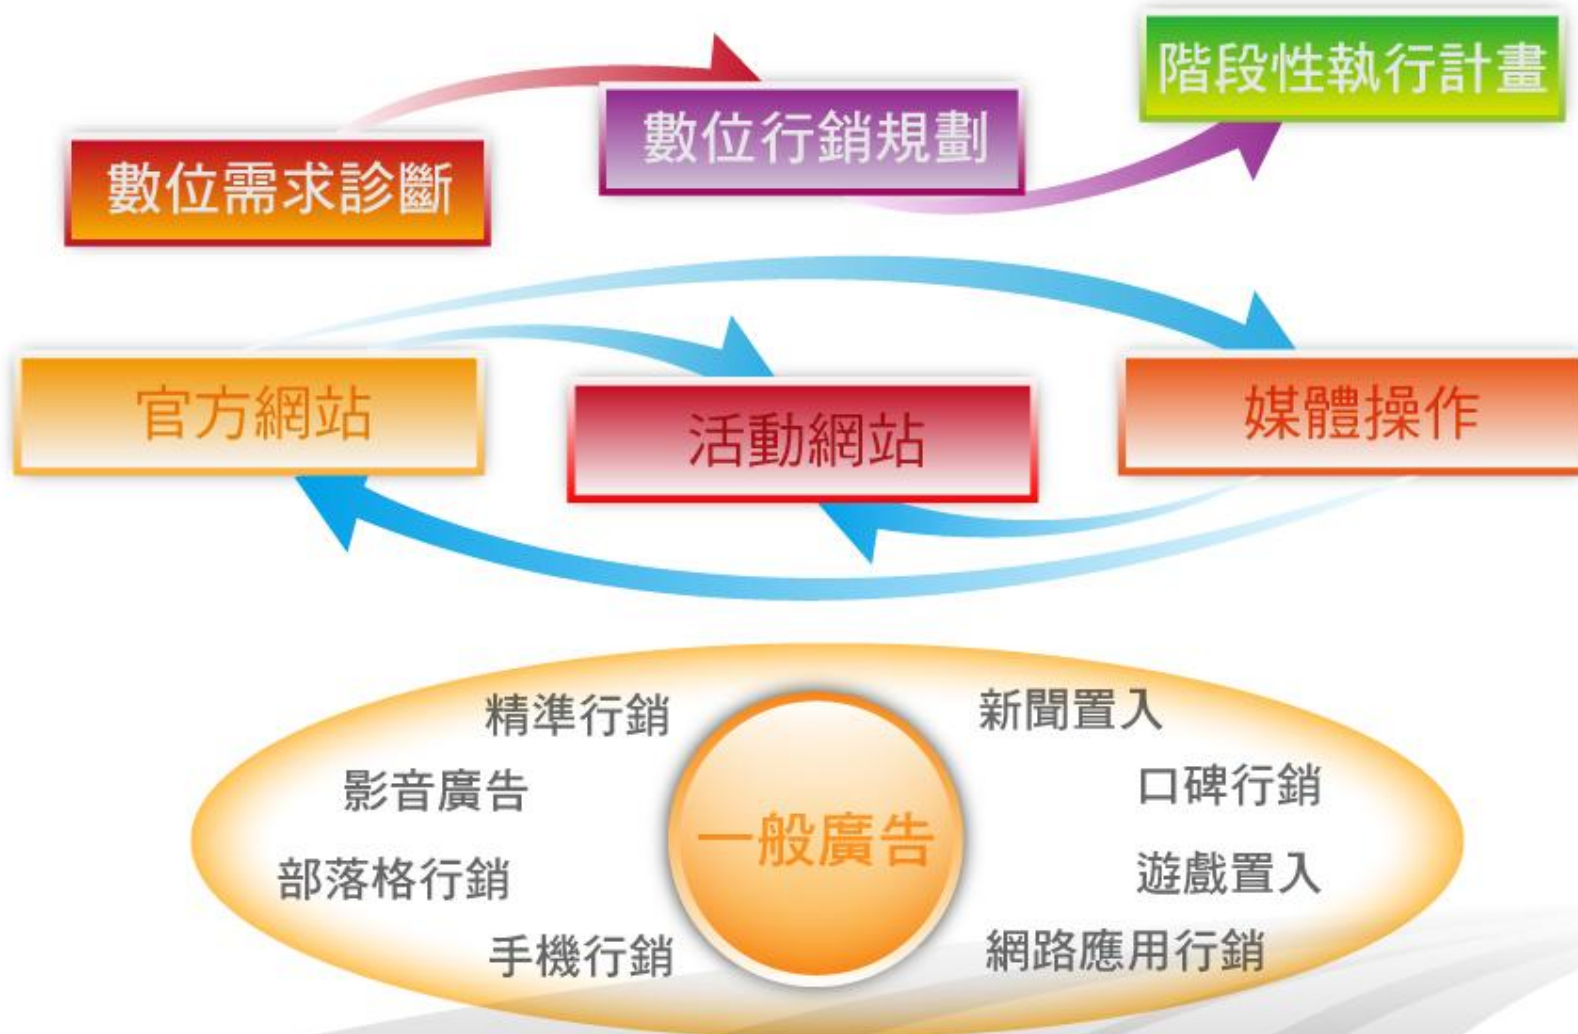 數位需求診斷
數位行銷規劃
階段性執行計畫
官方網站
活動網站
媒體操作
精準行銷
新聞置入
影音廣告
口碑行銷
一般廣告
部落格行銷
遊戲置入
手機行銷
網路應用行銷